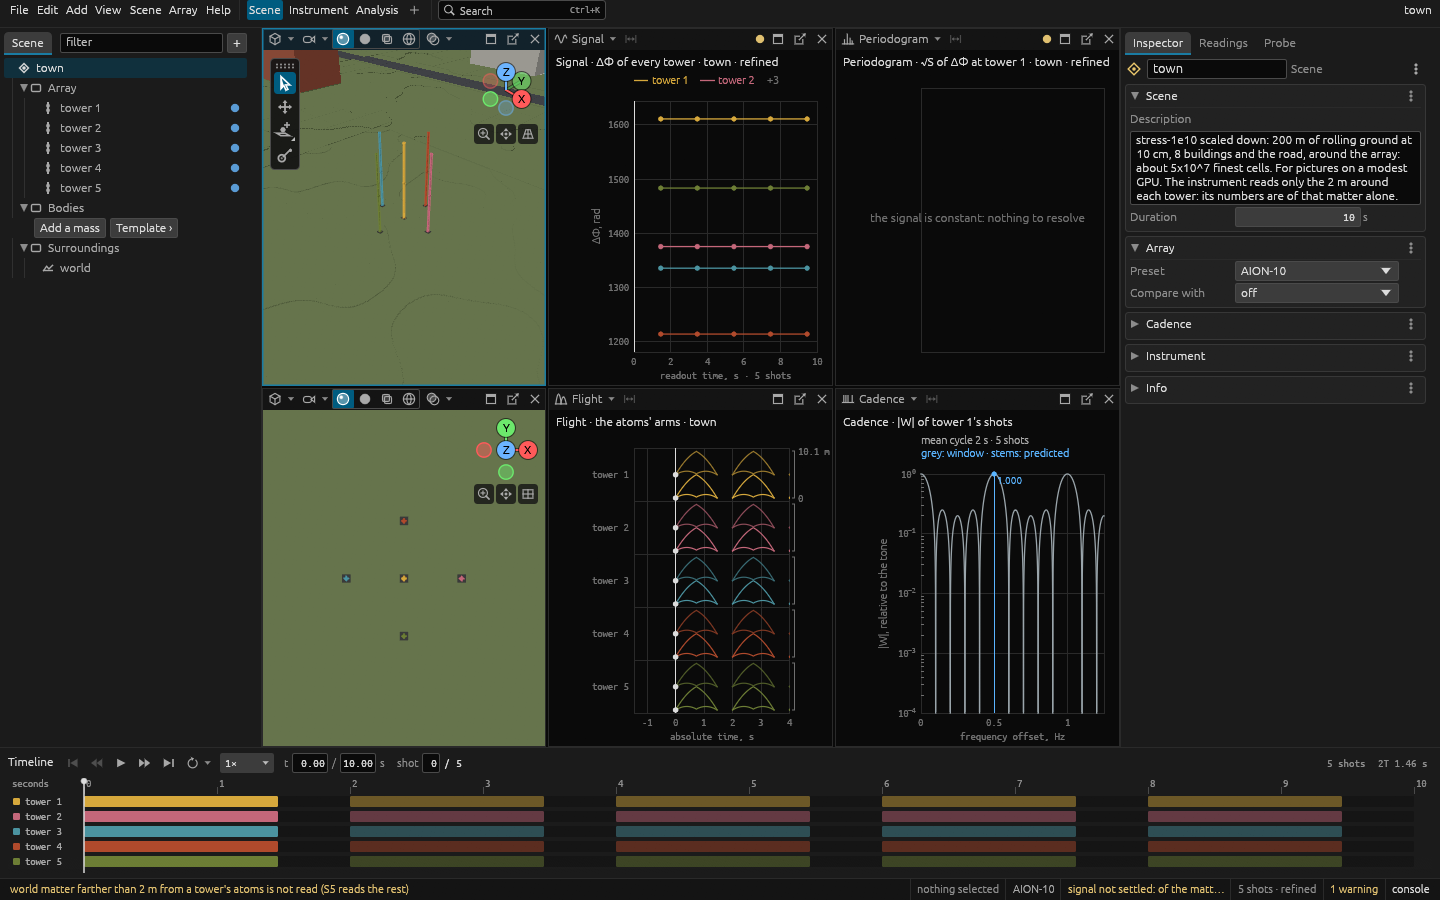 File Edit Add View Scene Array Help Scene Instrument Analysis + Search Ctrl+K town
Scene filter +
town
Array
tower 1
tower 2
tower 3
tower 4
tower 5
Bodies
Add a mass Template ›
Surroundings
world
Z
Y
X
Signal
Signal · ΔΦ of every tower · town · refined
tower 1 tower 2 +3
1600
1500
1400
1300
1200
ΔΦ, rad
0 2 4 6 8 10
readout time, s · 5 shots
Periodogram
Periodogram · √S of ΔΦ at tower 1 · town · refined
the signal is constant: nothing to resolve
Y
Z
X
Flight
Flight · the atoms' arms · town
tower 1
tower 2
tower 3
tower 4
tower 5
10.1 m
0
-1 0 1 2 3 4
absolute time, s
Cadence
Cadence · |W| of tower 1's shots
mean cycle 2 s · 5 shots
grey: window · stems: predicted
1.000
10⁰
10⁻¹
10⁻²
10⁻³
10⁻⁴
|W|, relative to the tone
0 0.5 1
frequency offset, Hz
Inspector Readings Probe
town Scene
Scene
Description
stress-1e10 scaled down: 200 m of rolling ground at
10 cm, 8 buildings and the road, around the array:
about 5x10^7 finest cells. For pictures on a modest
GPU. The instrument reads only the 2 m around
each tower: its numbers are of that matter alone.
Duration 10 s
Array
Preset AION-10
Compare with off
Cadence
Instrument
Info
Timeline 1× t 0.00 / 10.00 s shot 0 / 5 5 shots 2T 1.46 s
seconds 0 1 2 3 4 5 6 7 8 9 10
tower 1
tower 2
tower 3
tower 4
tower 5
world matter farther than 2 m from a tower's atoms is not read (S5 reads the rest) nothing selected AION-10 signal not settled: of the matt... 5 shots · refined 1 warning console